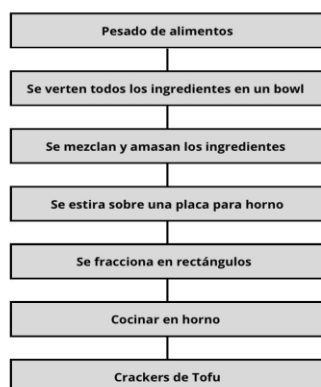 Pesado de alimentos
Se verten todos los ingredientes en un bowl
Se mezclan y amasan los ingredientes
Se estira sobre una placa para horno
Se fracciona en rectángulos
Cocinar en horno
Crackers de Tofu